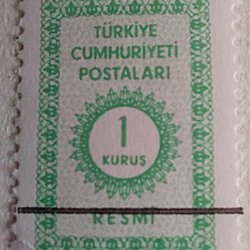 TÜRKİYE
CUMHURİYETİ
POSTALARI
1
KURUŞ
RESMİ